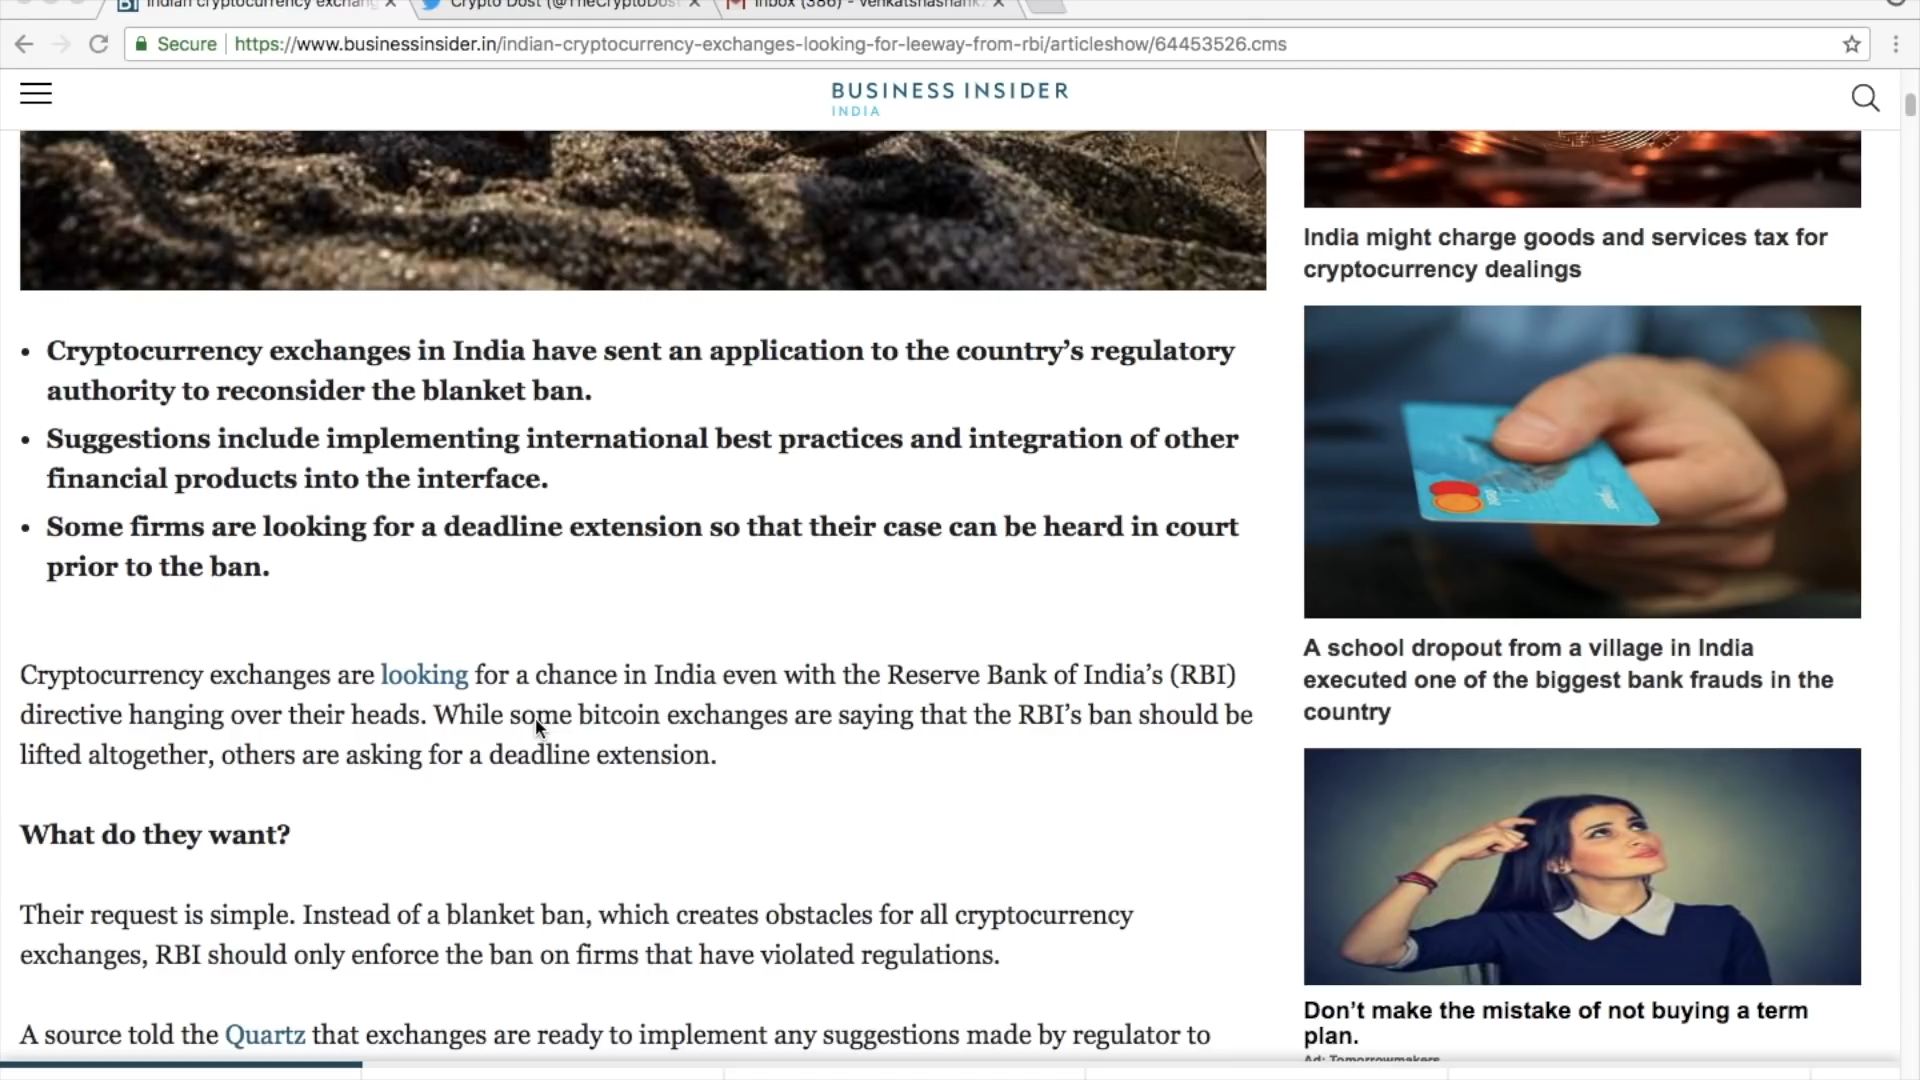 Indian cryptocurrency exchang
Crypto Dost (@TheCryptoDos
Inbox (386) - venkatshashank
Secure https://www.businessinsider.in/indian-cryptocurrency-exchanges-looking-for-leeway-from-rbi/articleshow/64453526.cms
BUSINESS INSIDER
INDIA
• Cryptocurrency exchanges in India have sent an application to the country’s regulatory
authority to reconsider the blanket ban.
• Suggestions include implementing international best practices and integration of other
financial products into the interface.
• Some firms are looking for a deadline extension so that their case can be heard in court
prior to the ban.
Cryptocurrency exchanges are looking for a chance in India even with the Reserve Bank of India’s (RBI)
directive hanging over their heads. While some bitcoin exchanges are saying that the RBI’s ban should be
lifted altogether, others are asking for a deadline extension.
What do they want?
Their request is simple. Instead of a blanket ban, which creates obstacles for all cryptocurrency
exchanges, RBI should only enforce the ban on firms that have violated regulations.
A source told the Quartz that exchanges are ready to implement any suggestions made by regulator to
India might charge goods and services tax for
cryptocurrency dealings
A school dropout from a village in India
executed one of the biggest bank frauds in the
country
Don’t make the mistake of not buying a term
plan.
Ad: Tomorrowmakers